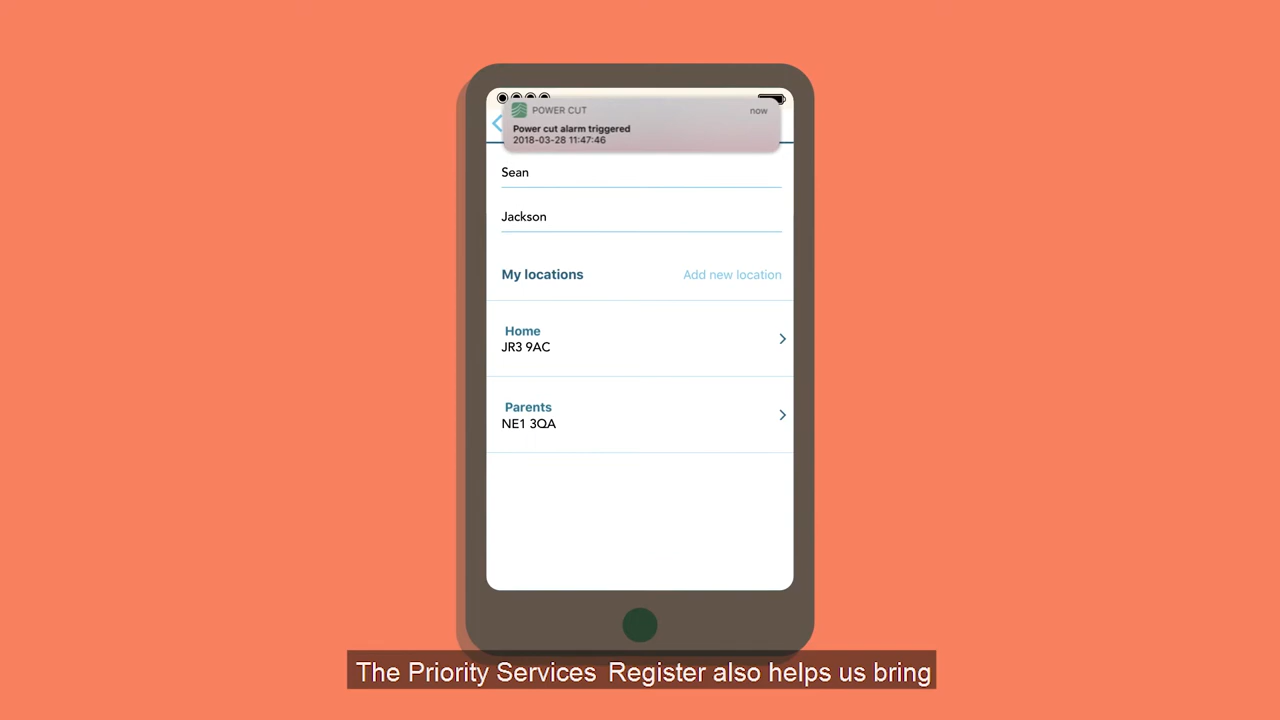 POWER CUT now
Power cut alarm triggered
2018-03-28 11:47:46
Sean
Jackson
My locations Add new location
Home
JR3 9AC
Parents
NE1 3QA
The Priority Services Register also helps us bring